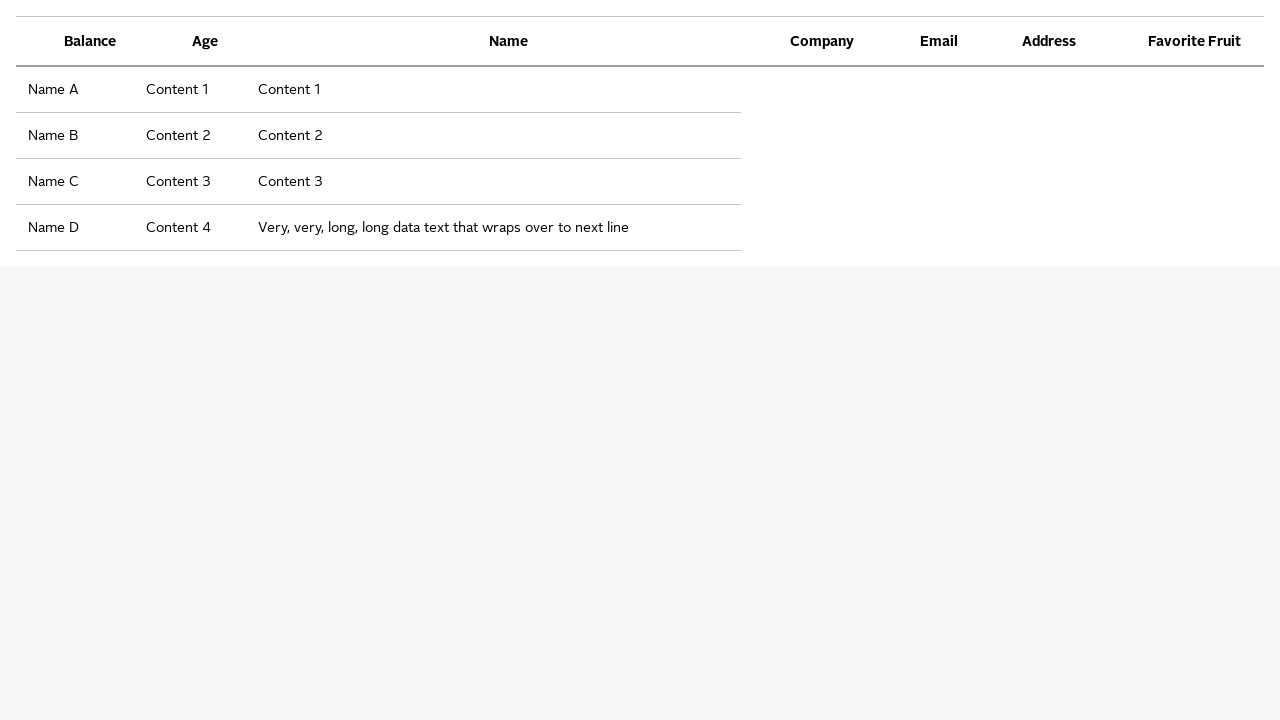 Balance Age Name Company Email Address Favorite Fruit
Name A Content 1 Content 1
Name B Content 2 Content 2
Name C Content 3 Content 3
Name D Content 4 Very, very, long, long data text that wraps over to next line